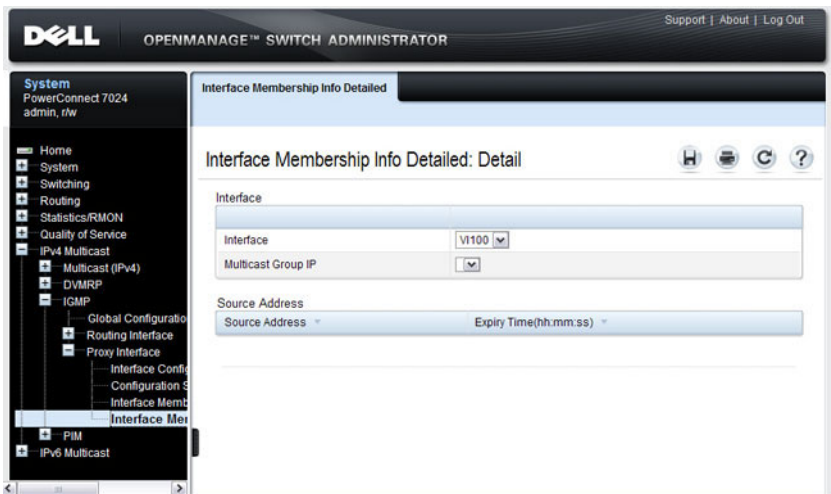 Support | About | Log Out
DELL OPENMANAGE™ SWITCH ADMINISTRATOR
System
PowerConnect 7024
admin, r/w
Interface Membership Info Detailed
Home
System
Switching
Routing
Statistics/RMON
Quality of Service
IPv4 Multicast
Multicast (IPv4)
DVMRP
IGMP
Global Configuratio
Routing Interface
Proxy Interface
Interface Config
Configuration S
Interface Memb
Interface Mem
PIM
IPv6 Multicast
Interface Membership Info Detailed: Detail
Interface
Interface VI100
Multicast Group IP
Source Address
Source Address Expiry Time(hh:mm:ss)